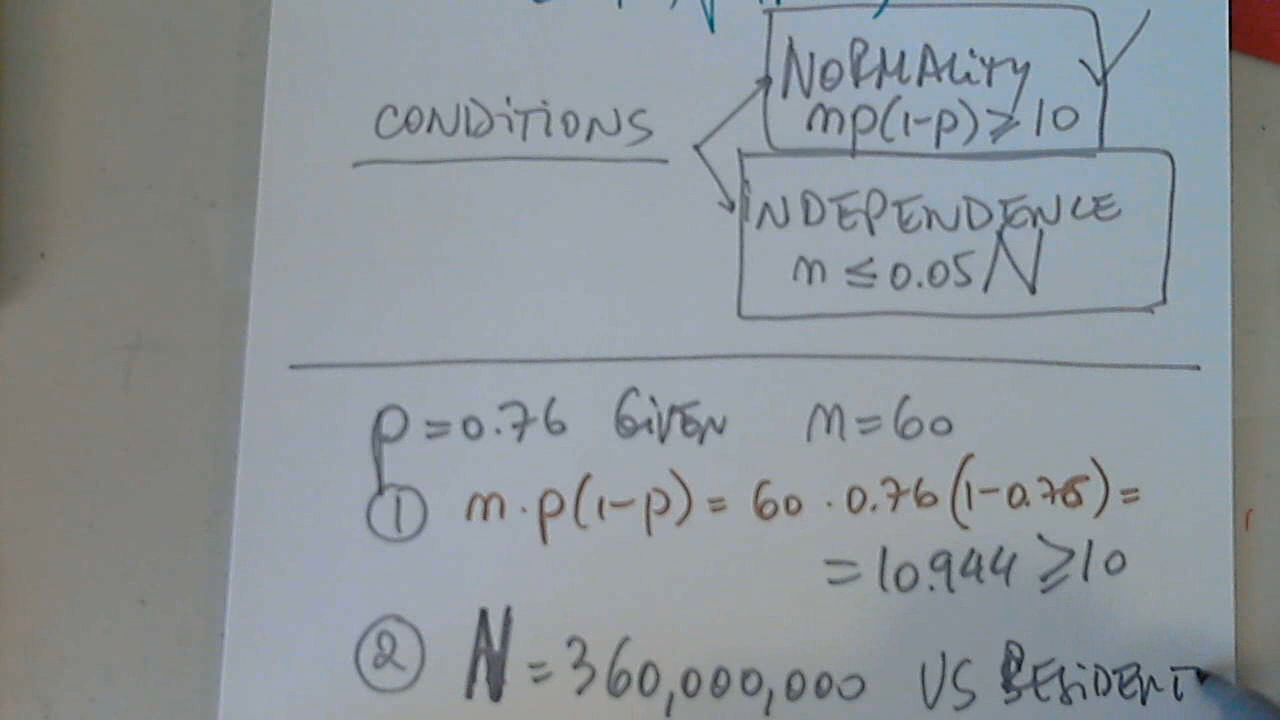 NORMALITY ✓
CONDITIONS
np(1-p) ≥ 10
INDEPENDENCE
n ≤ 0.05N
p = 0.76 GIVEN n = 60
① n·p(1-p) = 60 · 0.76 (1-0.76) =
= 10.944 ≥ 10
② N = 360,000,000 US RESIDENT